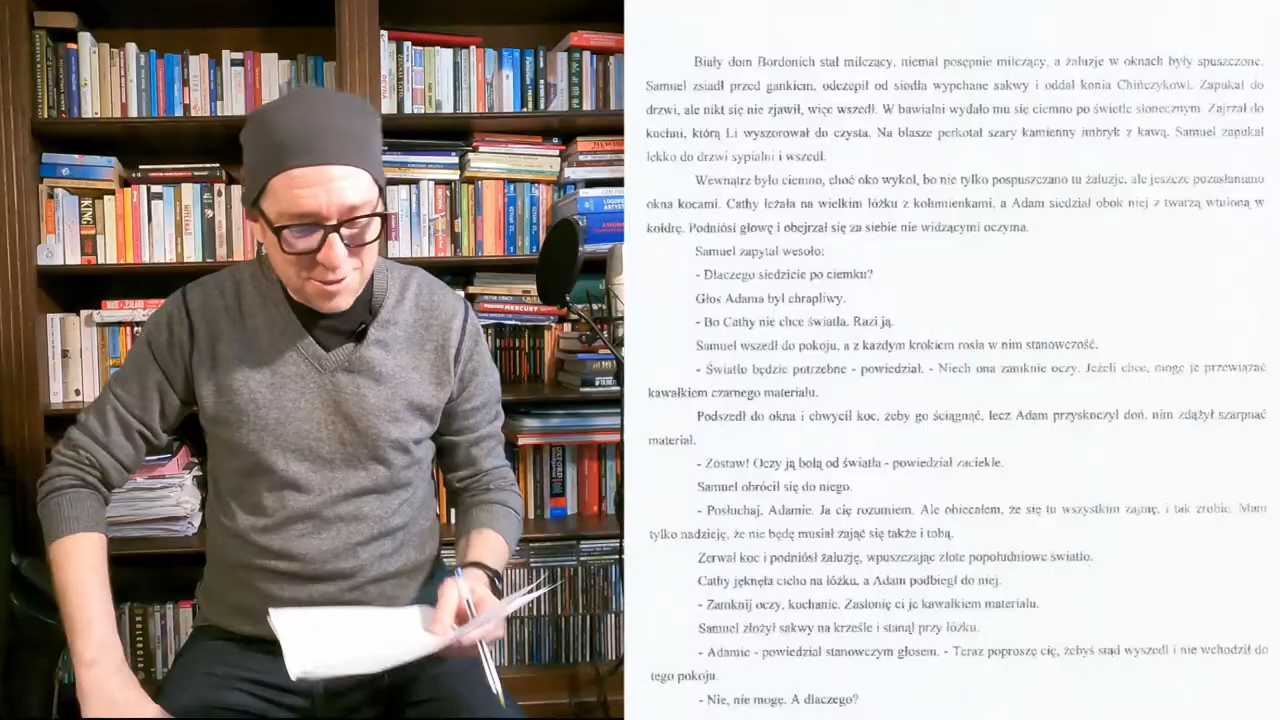 Biały dom Bordonich stał milczący, niemal posępnie milczący, a żaluzje w oknach były spuszczone.
Samuel zsiadł przed gankiem, odczepił od siodła wypchane sakwy i oddał konia Chińczykowi. Zapukał do
drzwi, ale nikt się nie zjawił, więc wszedł. W bawialni wydało mu się ciemno po świetle słonecznym. Zajrzał do
kuchni, którą Li wyszorował do czysta. Na blasze perkotał szary kamienny imbryk z kawą. Samuel zapukał
lekko do drzwi sypialni i wszedł.
Wewnątrz było ciemno, choć oko wykol, bo nie tylko pospuszczano tu żaluzje, ale jeszcze pozasłaniano
okna kocami. Cathy leżała na wielkim łóżku z kolumienkami, a Adam siedział obok niej z twarzą wtuloną w
kołdrę. Podniósł głowę i obejrzał się za siebie nie widzącymi oczyma.
Samuel zapytał wesoło:
- Dlaczego siedzicie po ciemku?
Głos Adama był chrapliwy.
- Bo Cathy nie chce światła. Razi ją.
Samuel wszedł do pokoju, a z każdym krokiem rosła w nim stanowczość.
- Światło będzie potrzebne - powiedział. - Niech ona zamknie oczy. Jeżeli chce, mogę je przewiązać
kawałkiem czarnego materiału.
Podszedł do okna i chwycił koc, żeby go ściągnąć, lecz Adam przyskoczył doń, nim zdążył szarpnąć
materiał.
- Zostaw! Oczy ją bolą od światła - powiedział zaciekle.
Samuel obrócił się do niego.
- Posłuchaj, Adamie. Ja cię rozumiem. Ale obiecałem, że się tu wszystkim zajmę, i tak zrobię. Mam
tylko nadzieję, że nie będę musiał zająć się także i tobą.
Zerwał koc i podniósł żaluzję, wpuszczając złote popołudniowe światło.
Cathy jęknęła cicho na łóżku, a Adam podbiegł do niej.
- Zamknij oczy, kochanie. Zasłonię ci je kawałkiem materiału.
Samuel złożył sakwy na krześle i stanął przy łóżku.
- Adamie - powiedział stanowczym głosem. - Teraz poproszę cię, żebyś stąd wyszedł i nie wchodził do
tego pokoju.
- Nie, nie mogę. A dlaczego?
KING
HITLERA
MERCURY
OXFORD